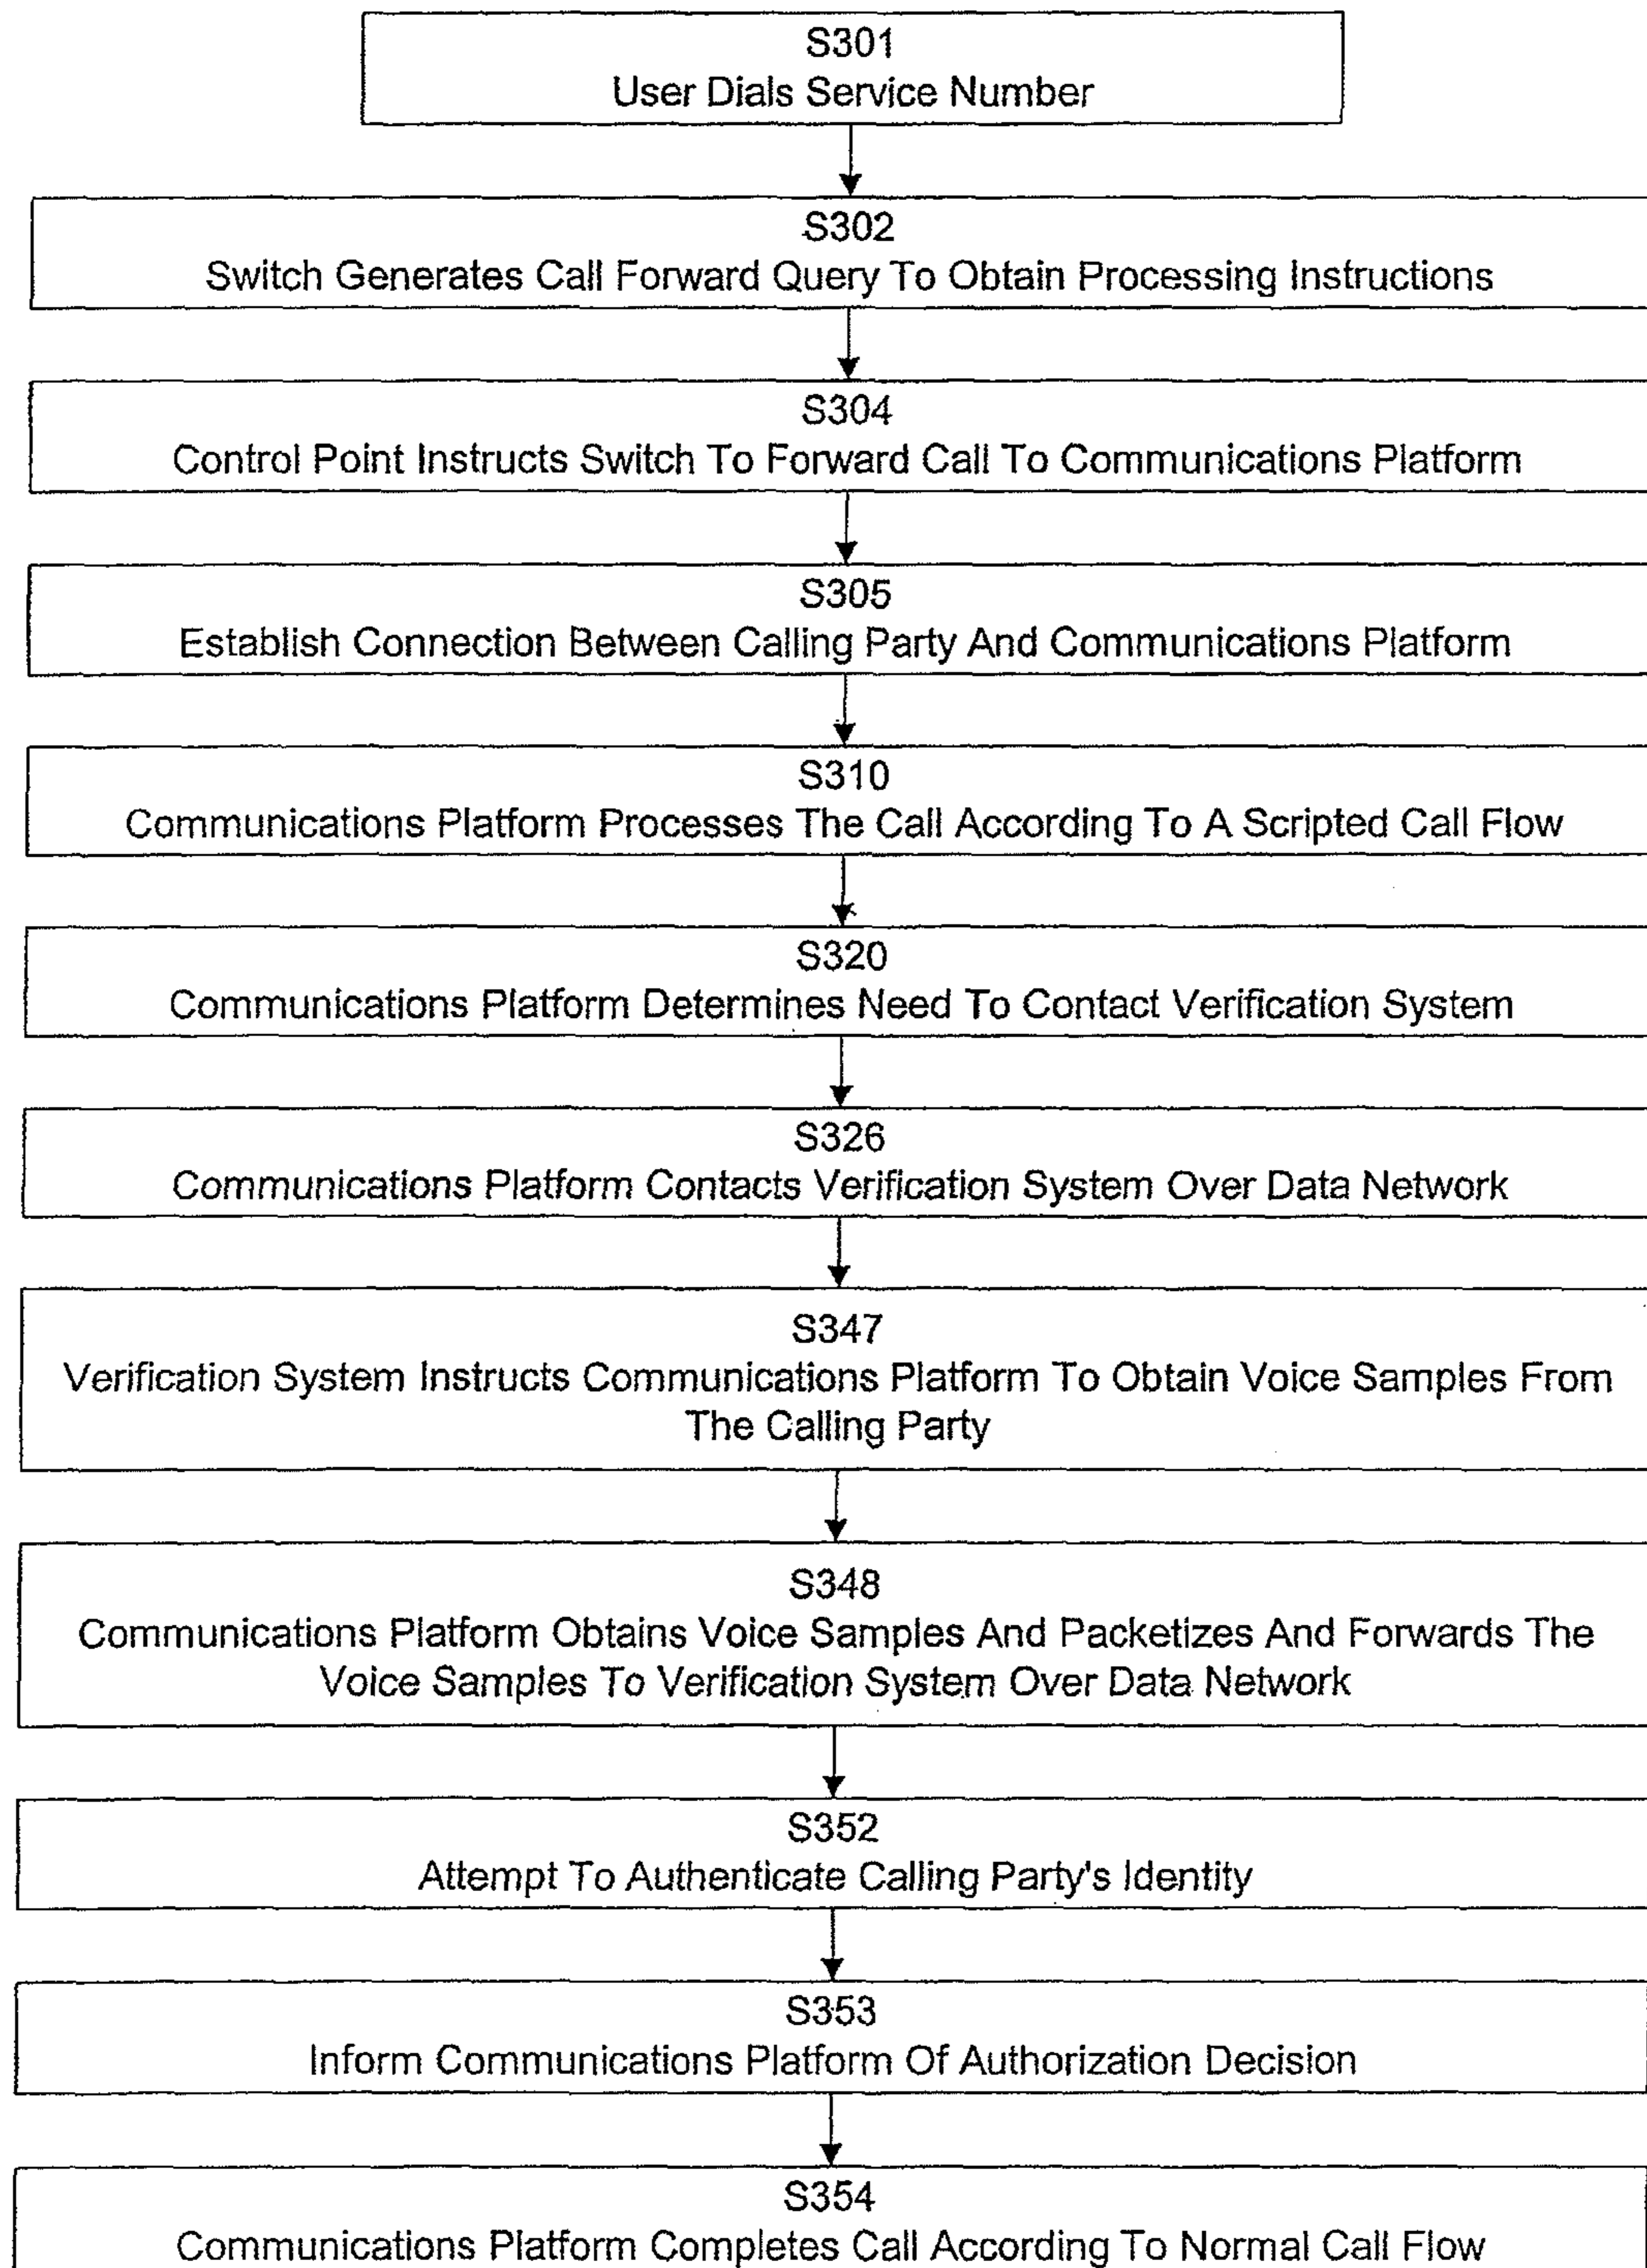 S301
User Dials Service Number
S302
Switch Generates Call Forward Query To Obtain Processing Instructions
S304
Control Point Instructs Switch To Forward Call To Communications Platform
S305
Establish Connection Between Calling Party And Communications Platform
S310
Communications Platform Processes The Call According To A Scripted Call Flow
S320
Communications Platform Determines Need To Contact Verification System
S326
Communications Platform Contacts Verification System Over Data Network
S347
Verification System Instructs Communications Platform To Obtain Voice Samples From
The Calling Party
S348
Communications Platform Obtains Voice Samples And Packetizes And Forwards The
Voice Samples To Verification System Over Data Network
S352
Attempt To Authenticate Calling Party's Identity
S353
Inform Communications Platform Of Authorization Decision
S354
Communications Platform Completes Call According To Normal Call Flow